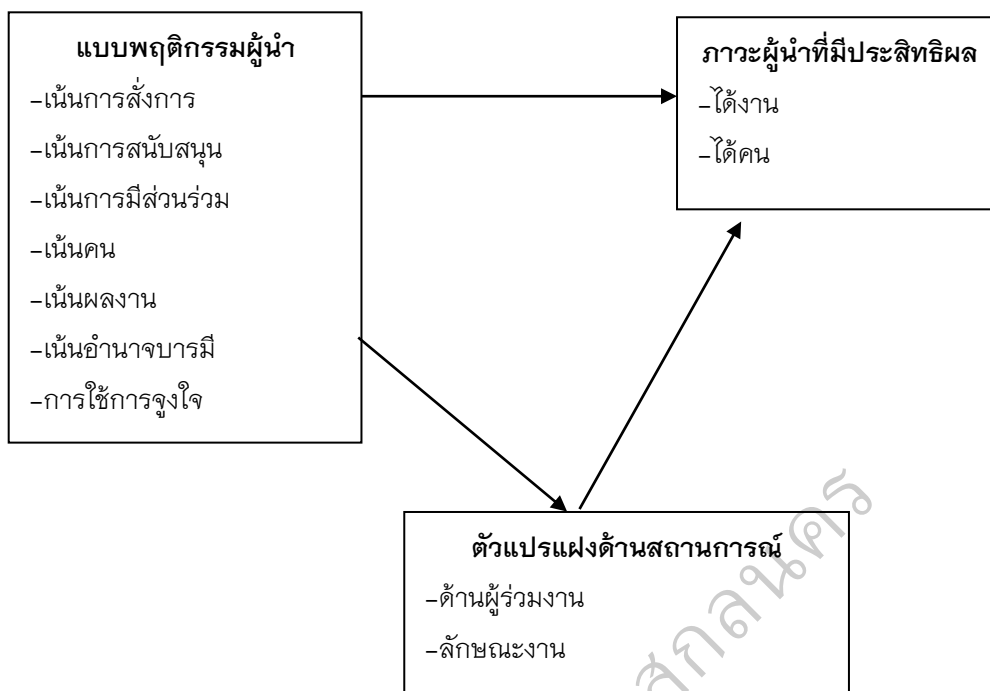 แบบพฤติกรรมผู้นำ
-เน้นการสั่งการ
-เน้นการสนับสนุน
-เน้นการมีส่วนร่วม
-เน้นคน
-เน้นผลงาน
-เน้นอำนาจบารมี
-การใช้การจูงใจ
ภาวะผู้นำที่มีประสิทธิผล
-ได้งาน
-ได้คน
ตัวแปรแฝงด้านสถานการณ์
-ด้านผู้ร่วมงาน
-ลักษณะงาน